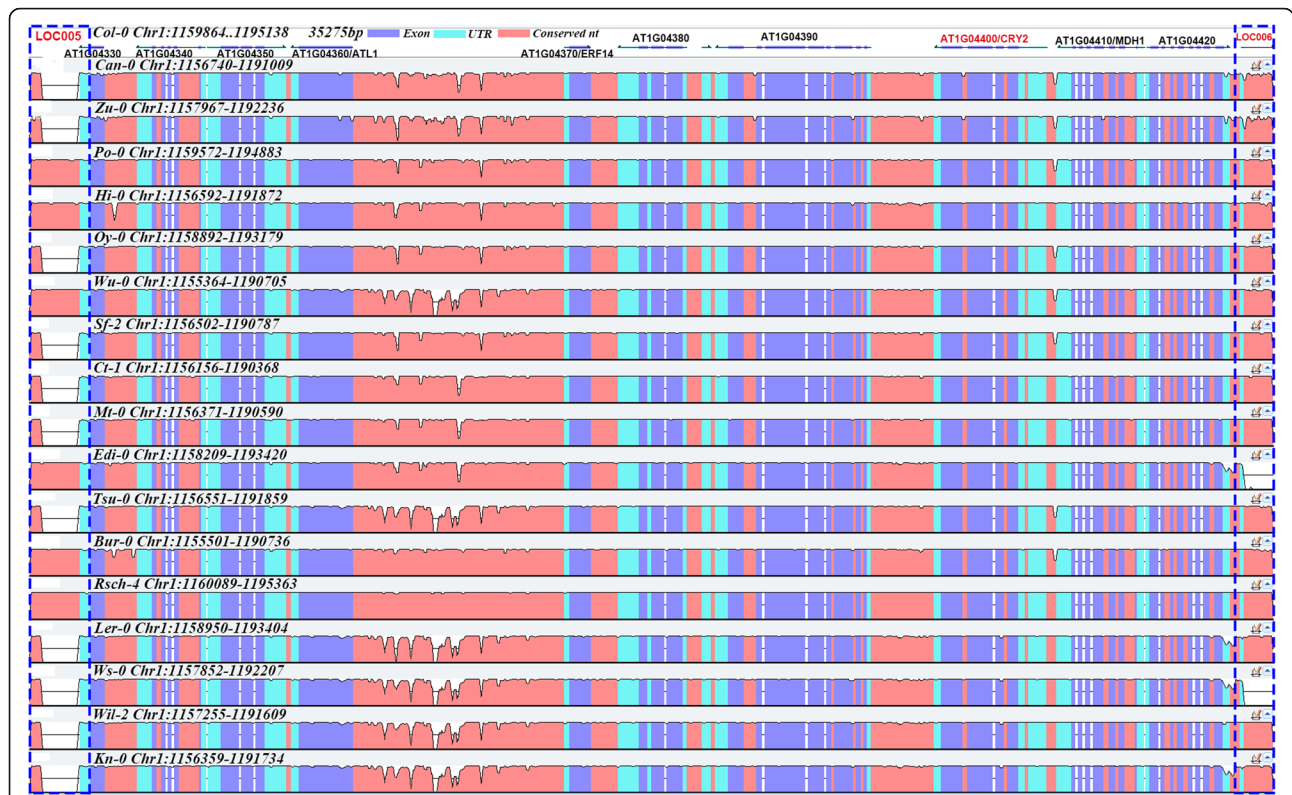 LOC005 Col-0 Chr1:1159864..1195138 35275bp Exon UTR Conserved nt LOC006
AT1G04330 AT1G04340 AT1G04350 AT1G04360/ATL1 AT1G04370/ERF14 AT1G04380 AT1G04390 AT1G04400/CRY2 AT1G04410/MDH1 AT1G04420
Can-0 Chr1:1156740-1191009
Zu-0 Chr1:1157967-1192236
Po-0 Chr1:1159572-1194883
Hi-0 Chr1:1156592-1191872
Oy-0 Chr1:1158892-1193179
Wu-0 Chr1:1155364-1190705
Sf-2 Chr1:1156502-1190787
Ct-1 Chr1:1156156-1190368
Mt-0 Chr1:1156371-1190590
Edi-0 Chr1:1158209-1193420
Tsu-0 Chr1:1156551-1191859
Bur-0 Chr1:1155501-1190736
Rsch-4 Chr1:1160089-1195363
Ler-0 Chr1:1158950-1193404
Ws-0 Chr1:1157852-1192207
Wil-2 Chr1:1157255-1191609
Kn-0 Chr1:1156359-1191734